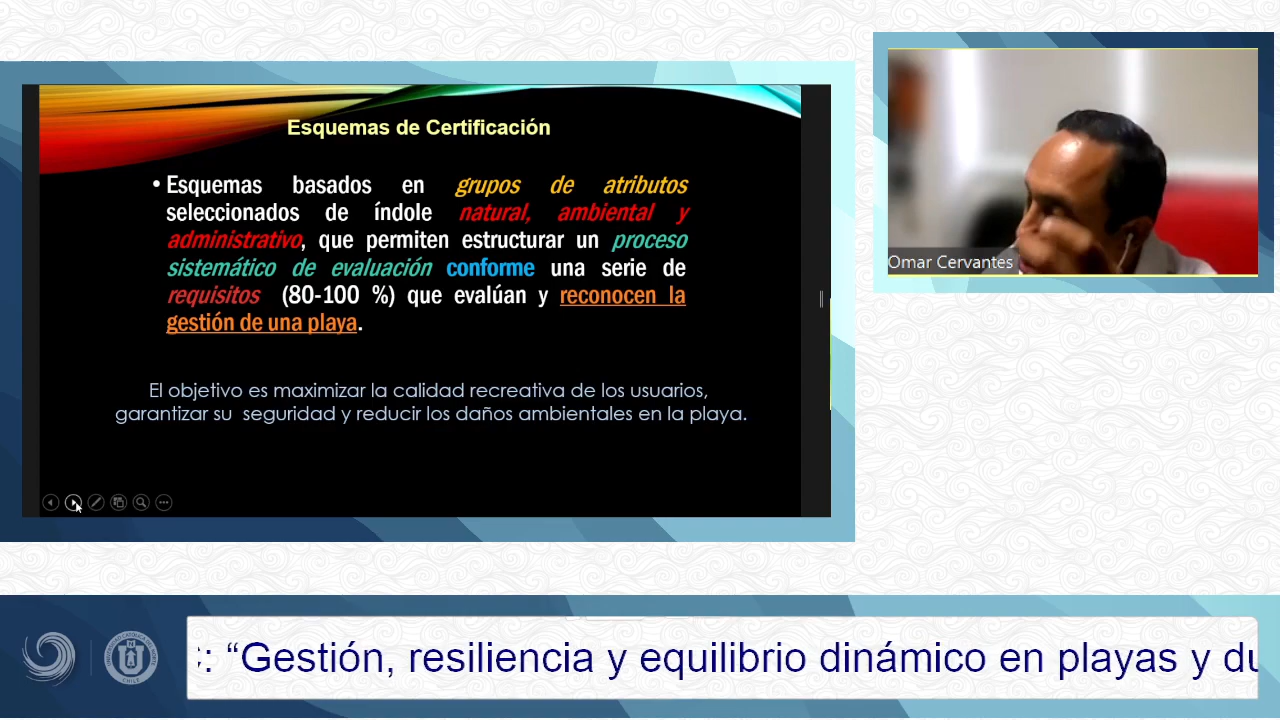 Esquemas de Certificación
• Esquemas basados en grupos de atributos
seleccionados de índole natural, ambiental y
administrativo, que permiten estructurar un proceso
sistemático de evaluación conforme una serie de
requisitos (80-100 %) que evalúan y reconocen la
gestión de una playa.
El objetivo es maximizar la calidad recreativa de los usuarios,
garantizar su seguridad y reducir los daños ambientales en la playa.
Omar Cervantes
: “Gestión, resiliencia y equilibrio dinámico en playas y du
CHILE